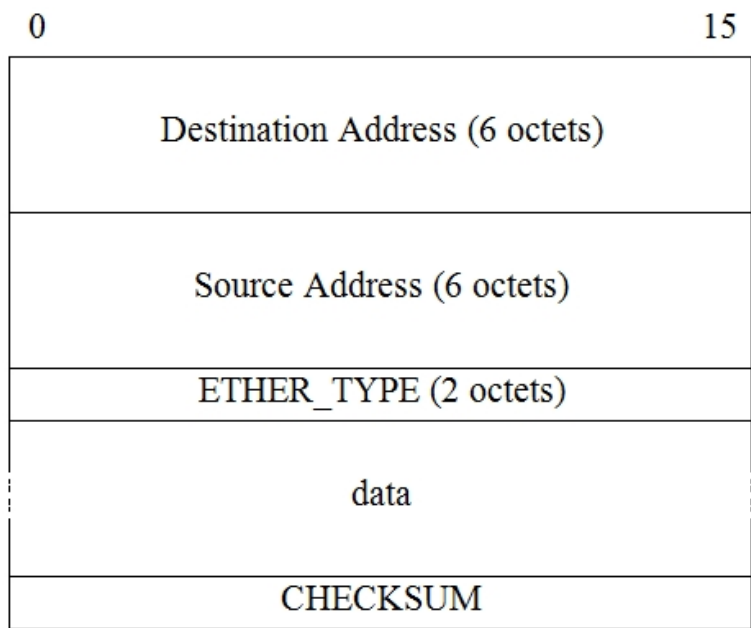 0 15
Destination Address (6 octets)
Source Address (6 octets)
ETHER_TYPE (2 octets)
data
CHECKSUM